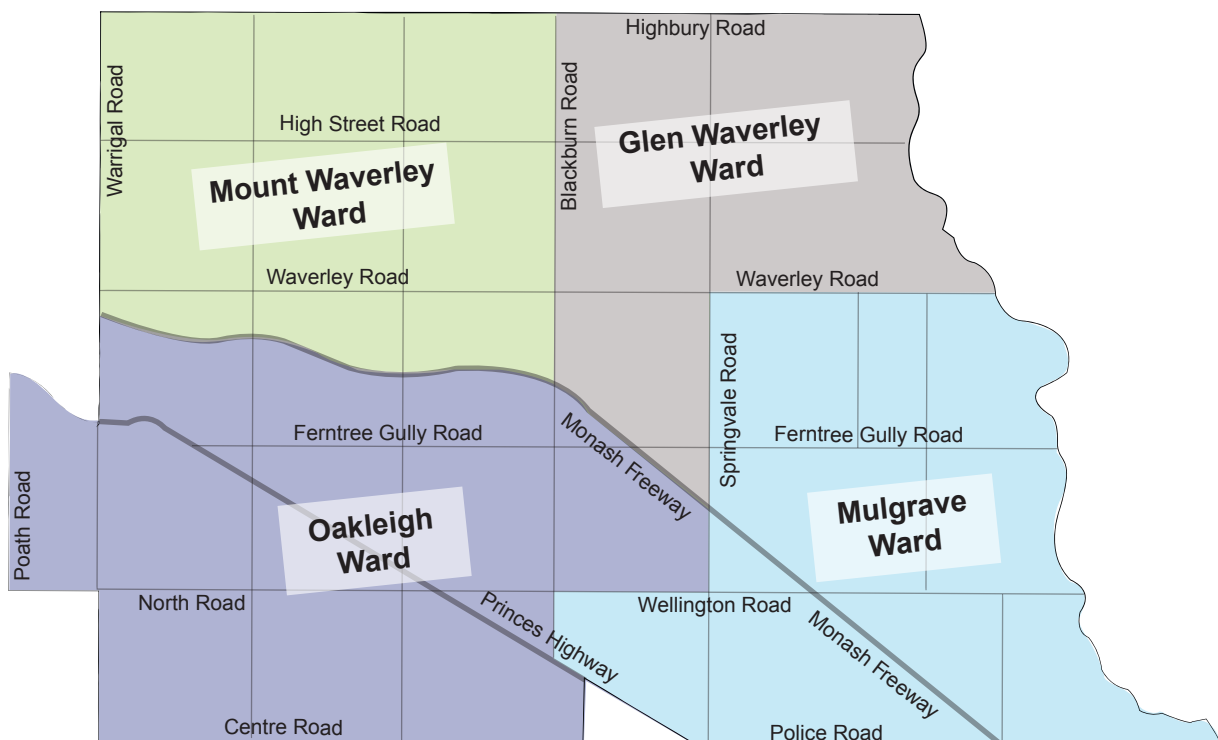 Highbury Road
Warrigal Road
High Street Road
Blackburn Road
Glen Waverley
Ward
Mount Waverley
Ward
Waverley Road
Waverley Road
Springvale Road
Ferntree Gully Road
Monash Freeway
Ferntree Gully Road
Poath Road
Oakleigh
Ward
Mulgrave
Ward
North Road
Princes Highway
Wellington Road
Monash Freeway
Centre Road
Police Road